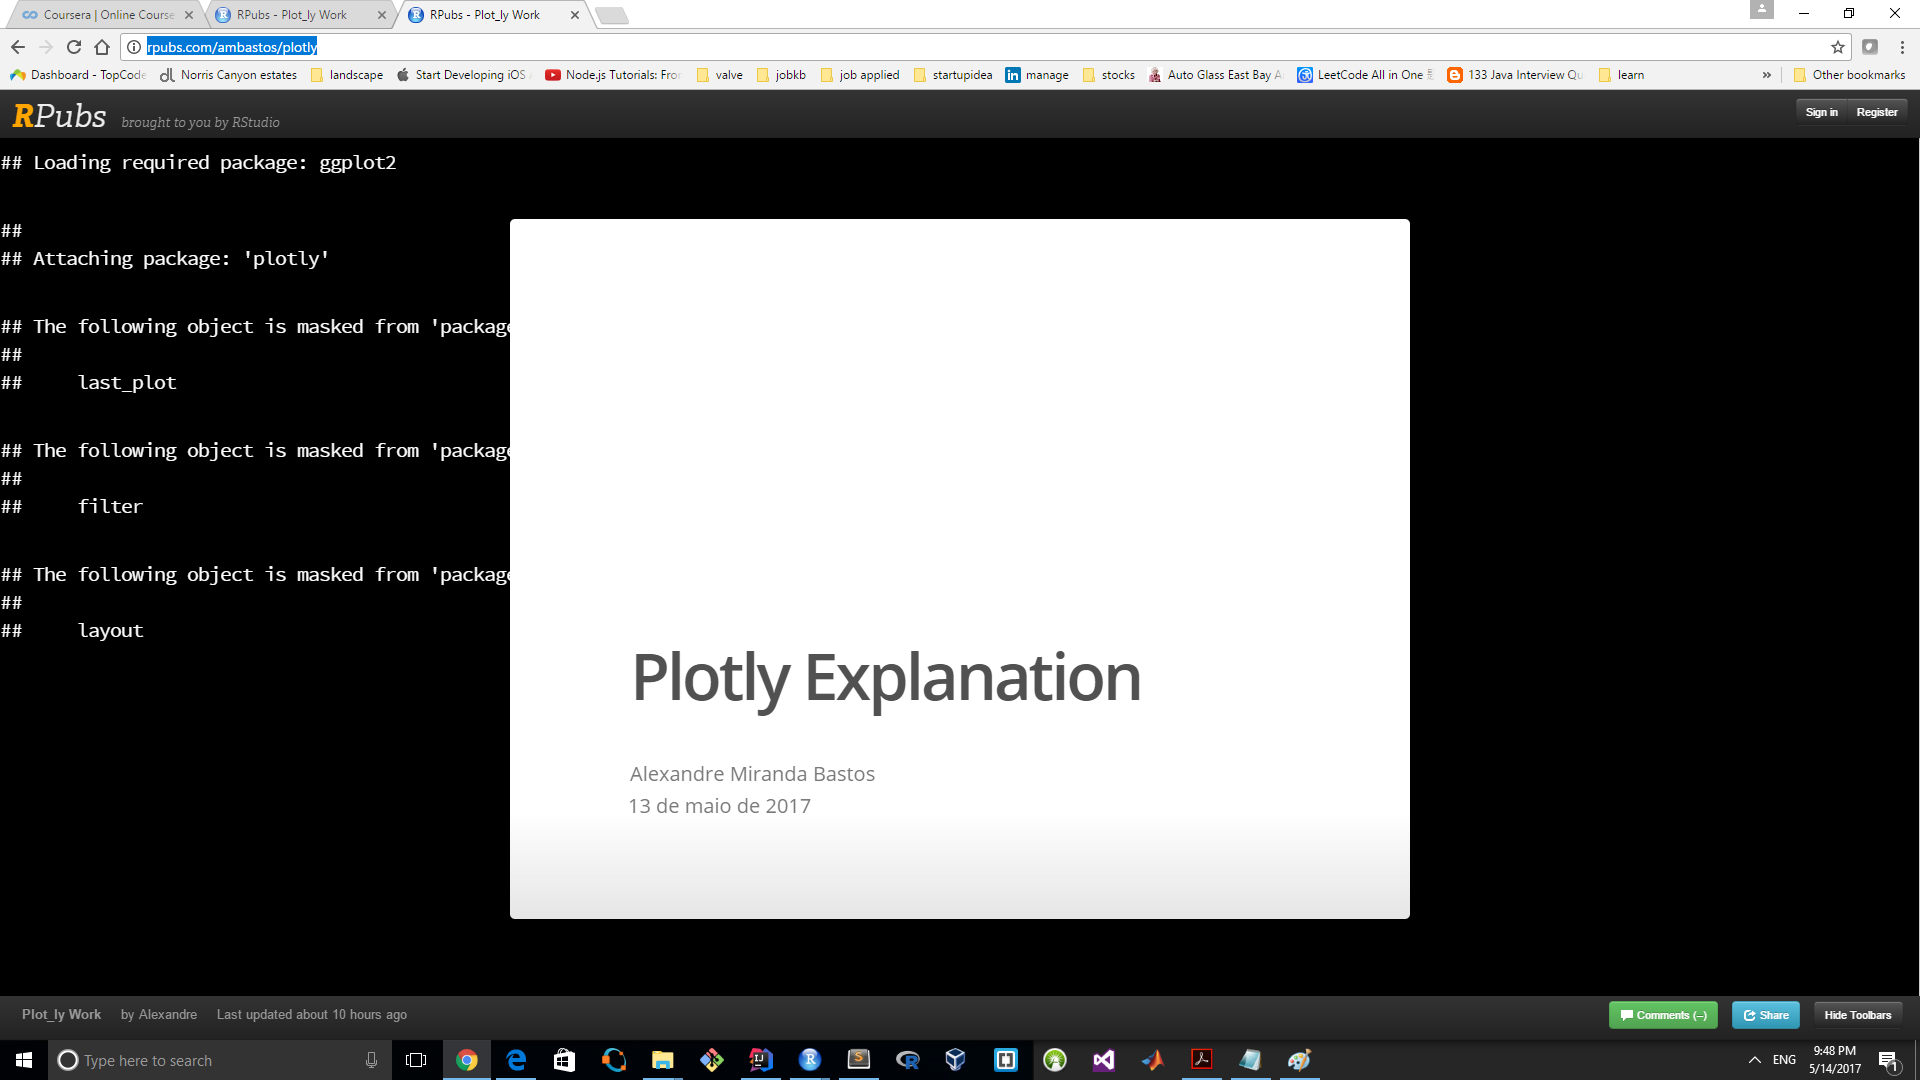 Coursera | Online Course
RPubs - Plot_ly Work
RPubs - Plot_ly Work
rpubs.com/ambastos/plotly
Dashboard - TopCode
Norris Canyon estates
landscape
Start Developing iOS
Node.js Tutorials: Fro
valve
jobkb
job applied
startupidea
manage
stocks
Auto Glass East Bay
LeetCode All in One
133 Java Interview Qu
learn
»
Other bookmarks
RPubs brought to you by RStudio
Sign in
Register
## Loading required package: ggplot2
##
## Attaching package: 'plotly'
## The following object is masked from 'package
##
## last_plot
## The following object is masked from 'package
##
## filter
## The following object is masked from 'package
##
## layout
Plotly Explanation
Alexandre Miranda Bastos
13 de maio de 2017
Plot_ly Work by Alexandre Last updated about 10 hours ago
Comments (–)
Share
Hide Toolbars
Type here to search
ENG
9:48 PM
5/14/2017
1